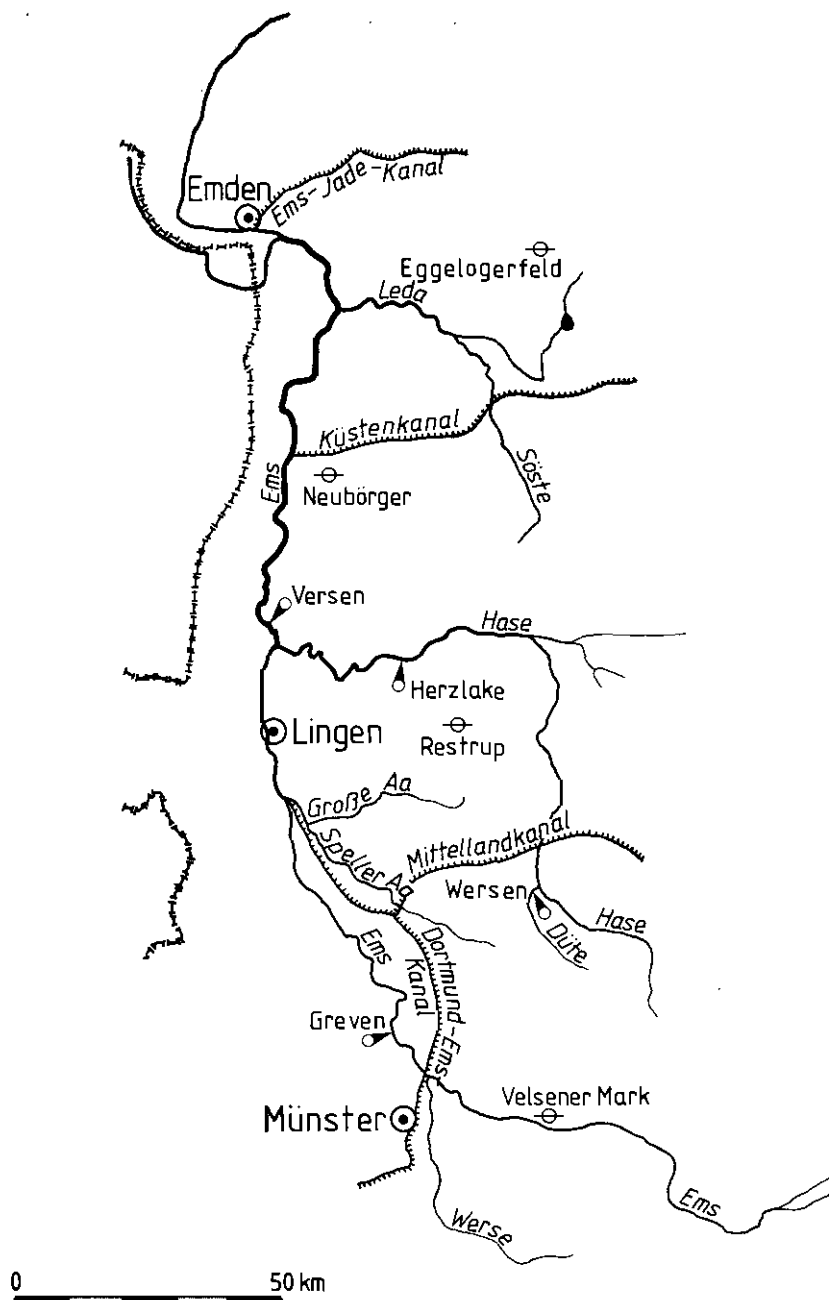 Emden
Ems-Jade-Kanal
Eggelogerfeld
Leda
Küstenkanal
Ems
Neubörger
Söste
Versen
Hase
Herzlake
Lingen
Restrup
Große Aa
Speller Aa
Mittellandkanal
Wersen
Hase
Düte
Ems
Dortmund-Ems
Kanal
Greven
Velsener Mark
Münster
Ems
Werse
0 50 km